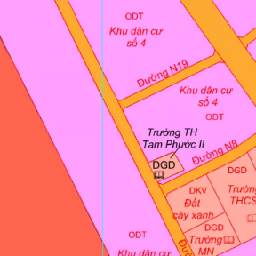 ODT
Khu dân cư
số 4
Đường N19
Khu dân cư
số 4
ODT
Trường TH
Tam Phước II
Đường N8
DGD
DGD
DKV
Đất
cây xanh
Trường
THCS
DGD
Trường
MN
ODT
Khu dân cư